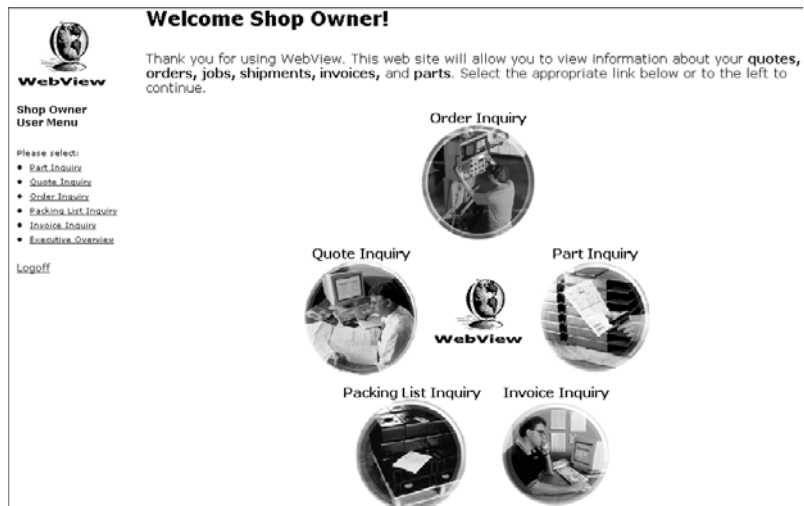 Welcome Shop Owner!
Thank you for using WebView. This web site will allow you to view information about your quotes,
orders, jobs, shipments, invoices, and parts. Select the appropriate link below or to the left to
continue.
WebView
Shop Owner
User Menu
Please select:
Part Inquiry
Quote Inquiry
Order Inquiry
Packing List Inquiry
Invoice Inquiry
Executive Overview
Logoff
Order Inquiry
Quote Inquiry
Part Inquiry
WebView
Packing List Inquiry
Invoice Inquiry